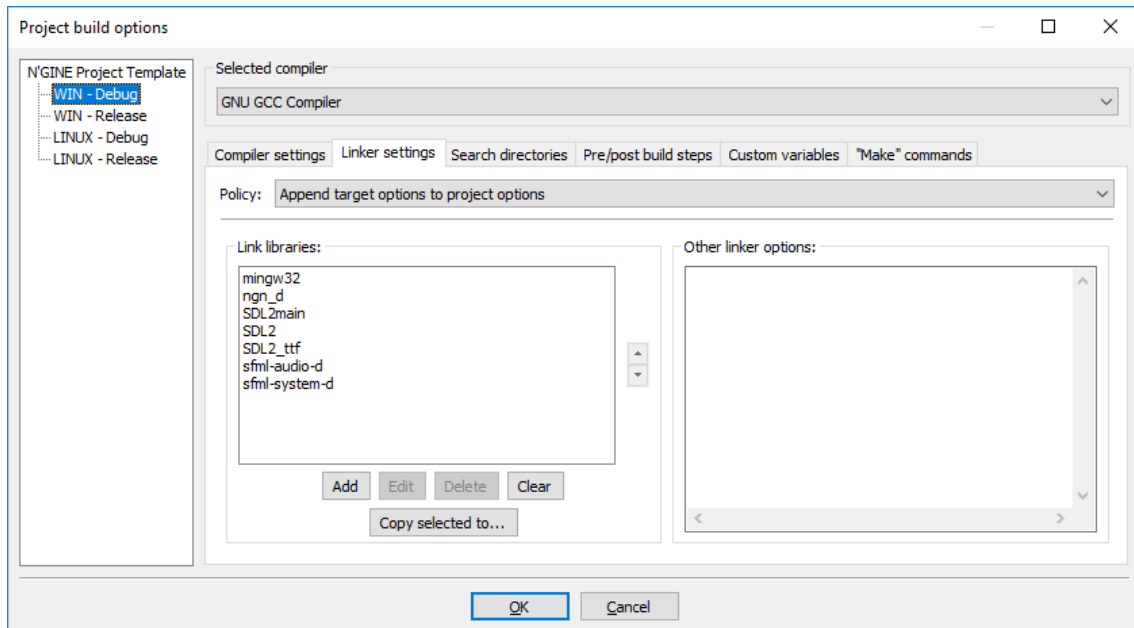 Project build options
N'GINE Project Template
WIN - Debug
WIN - Release
LINUX - Debug
LINUX - Release
Selected compiler
GNU GCC Compiler
Compiler settings Linker settings Search directories Pre/post build steps Custom variables "Make" commands
Policy: Append target options to project options
Link libraries:
mingw32
ngn_d
SDL2main
SDL2
SDL2_ttf
sfml-audio-d
sfml-system-d
Add Edit Delete Clear
Copy selected to...
Other linker options:
OK Cancel